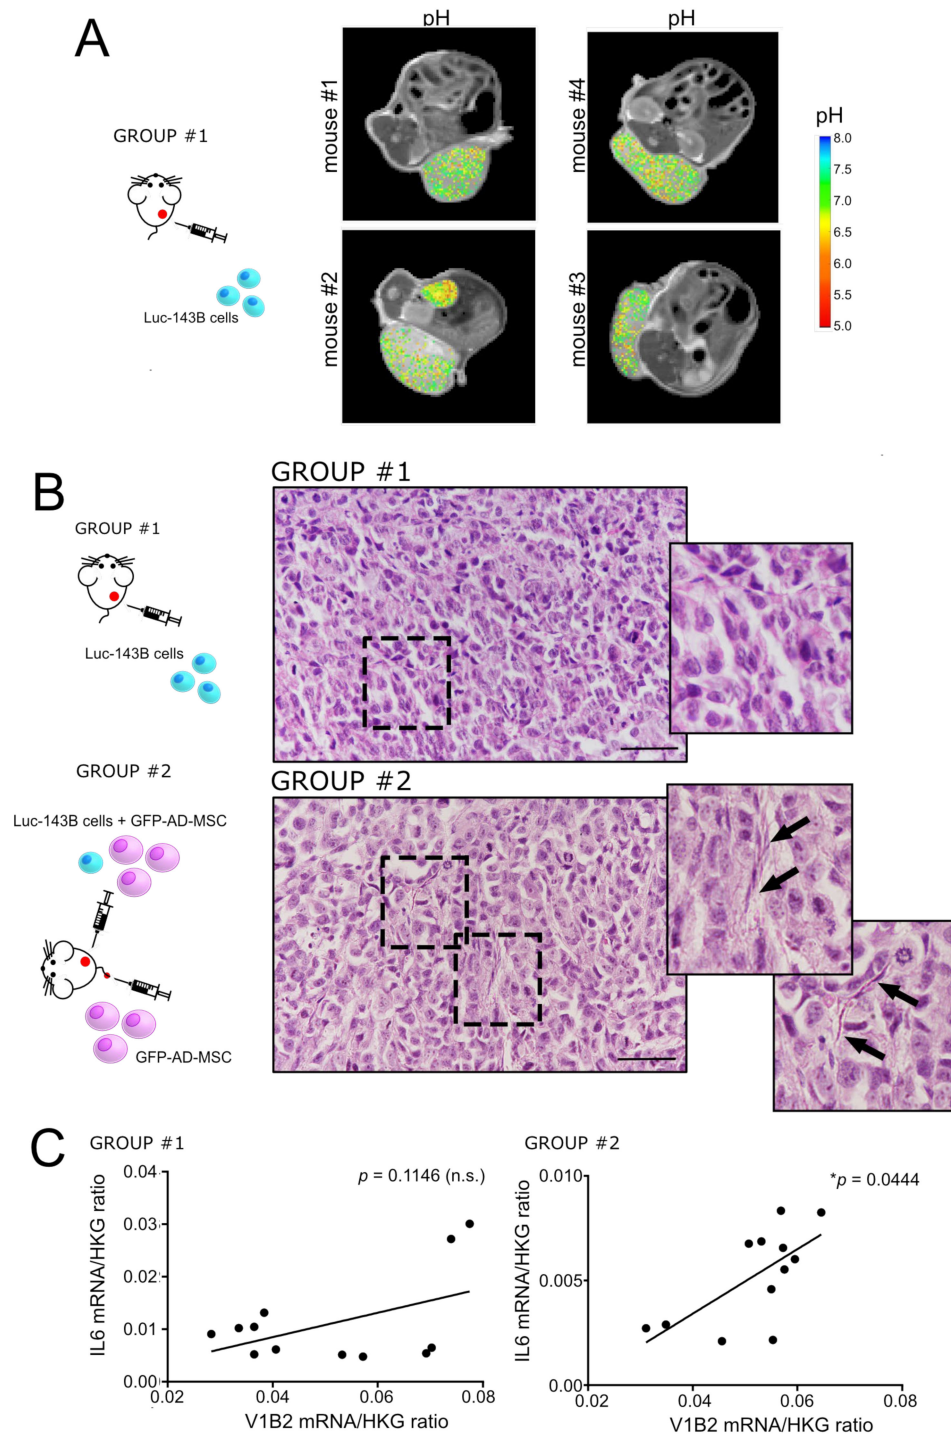 A
GROUP #1
Luc-143B cells
pH
pH
mouse #1
mouse #4
mouse #2
mouse #3
pH
8.0
7.5
7.0
6.5
6.0
5.5
5.0
B
GROUP #1
Luc-143B cells
GROUP #1
GROUP #2
Luc-143B cells + GFP-AD-MSC
GFP-AD-MSC
GROUP #2
C
GROUP #1
p = 0.1146 (n.s.)
IL6 mRNA/HKG ratio
0.04
0.03
0.02
0.01
0.00
0.02
0.04
0.06
0.08
V1B2 mRNA/HKG ratio
GROUP #2
*p = 0.0444
IL6 mRNA/HKG ratio
0.010
0.005
0.000
0.02
0.04
0.06
0.08
V1B2 mRNA/HKG ratio